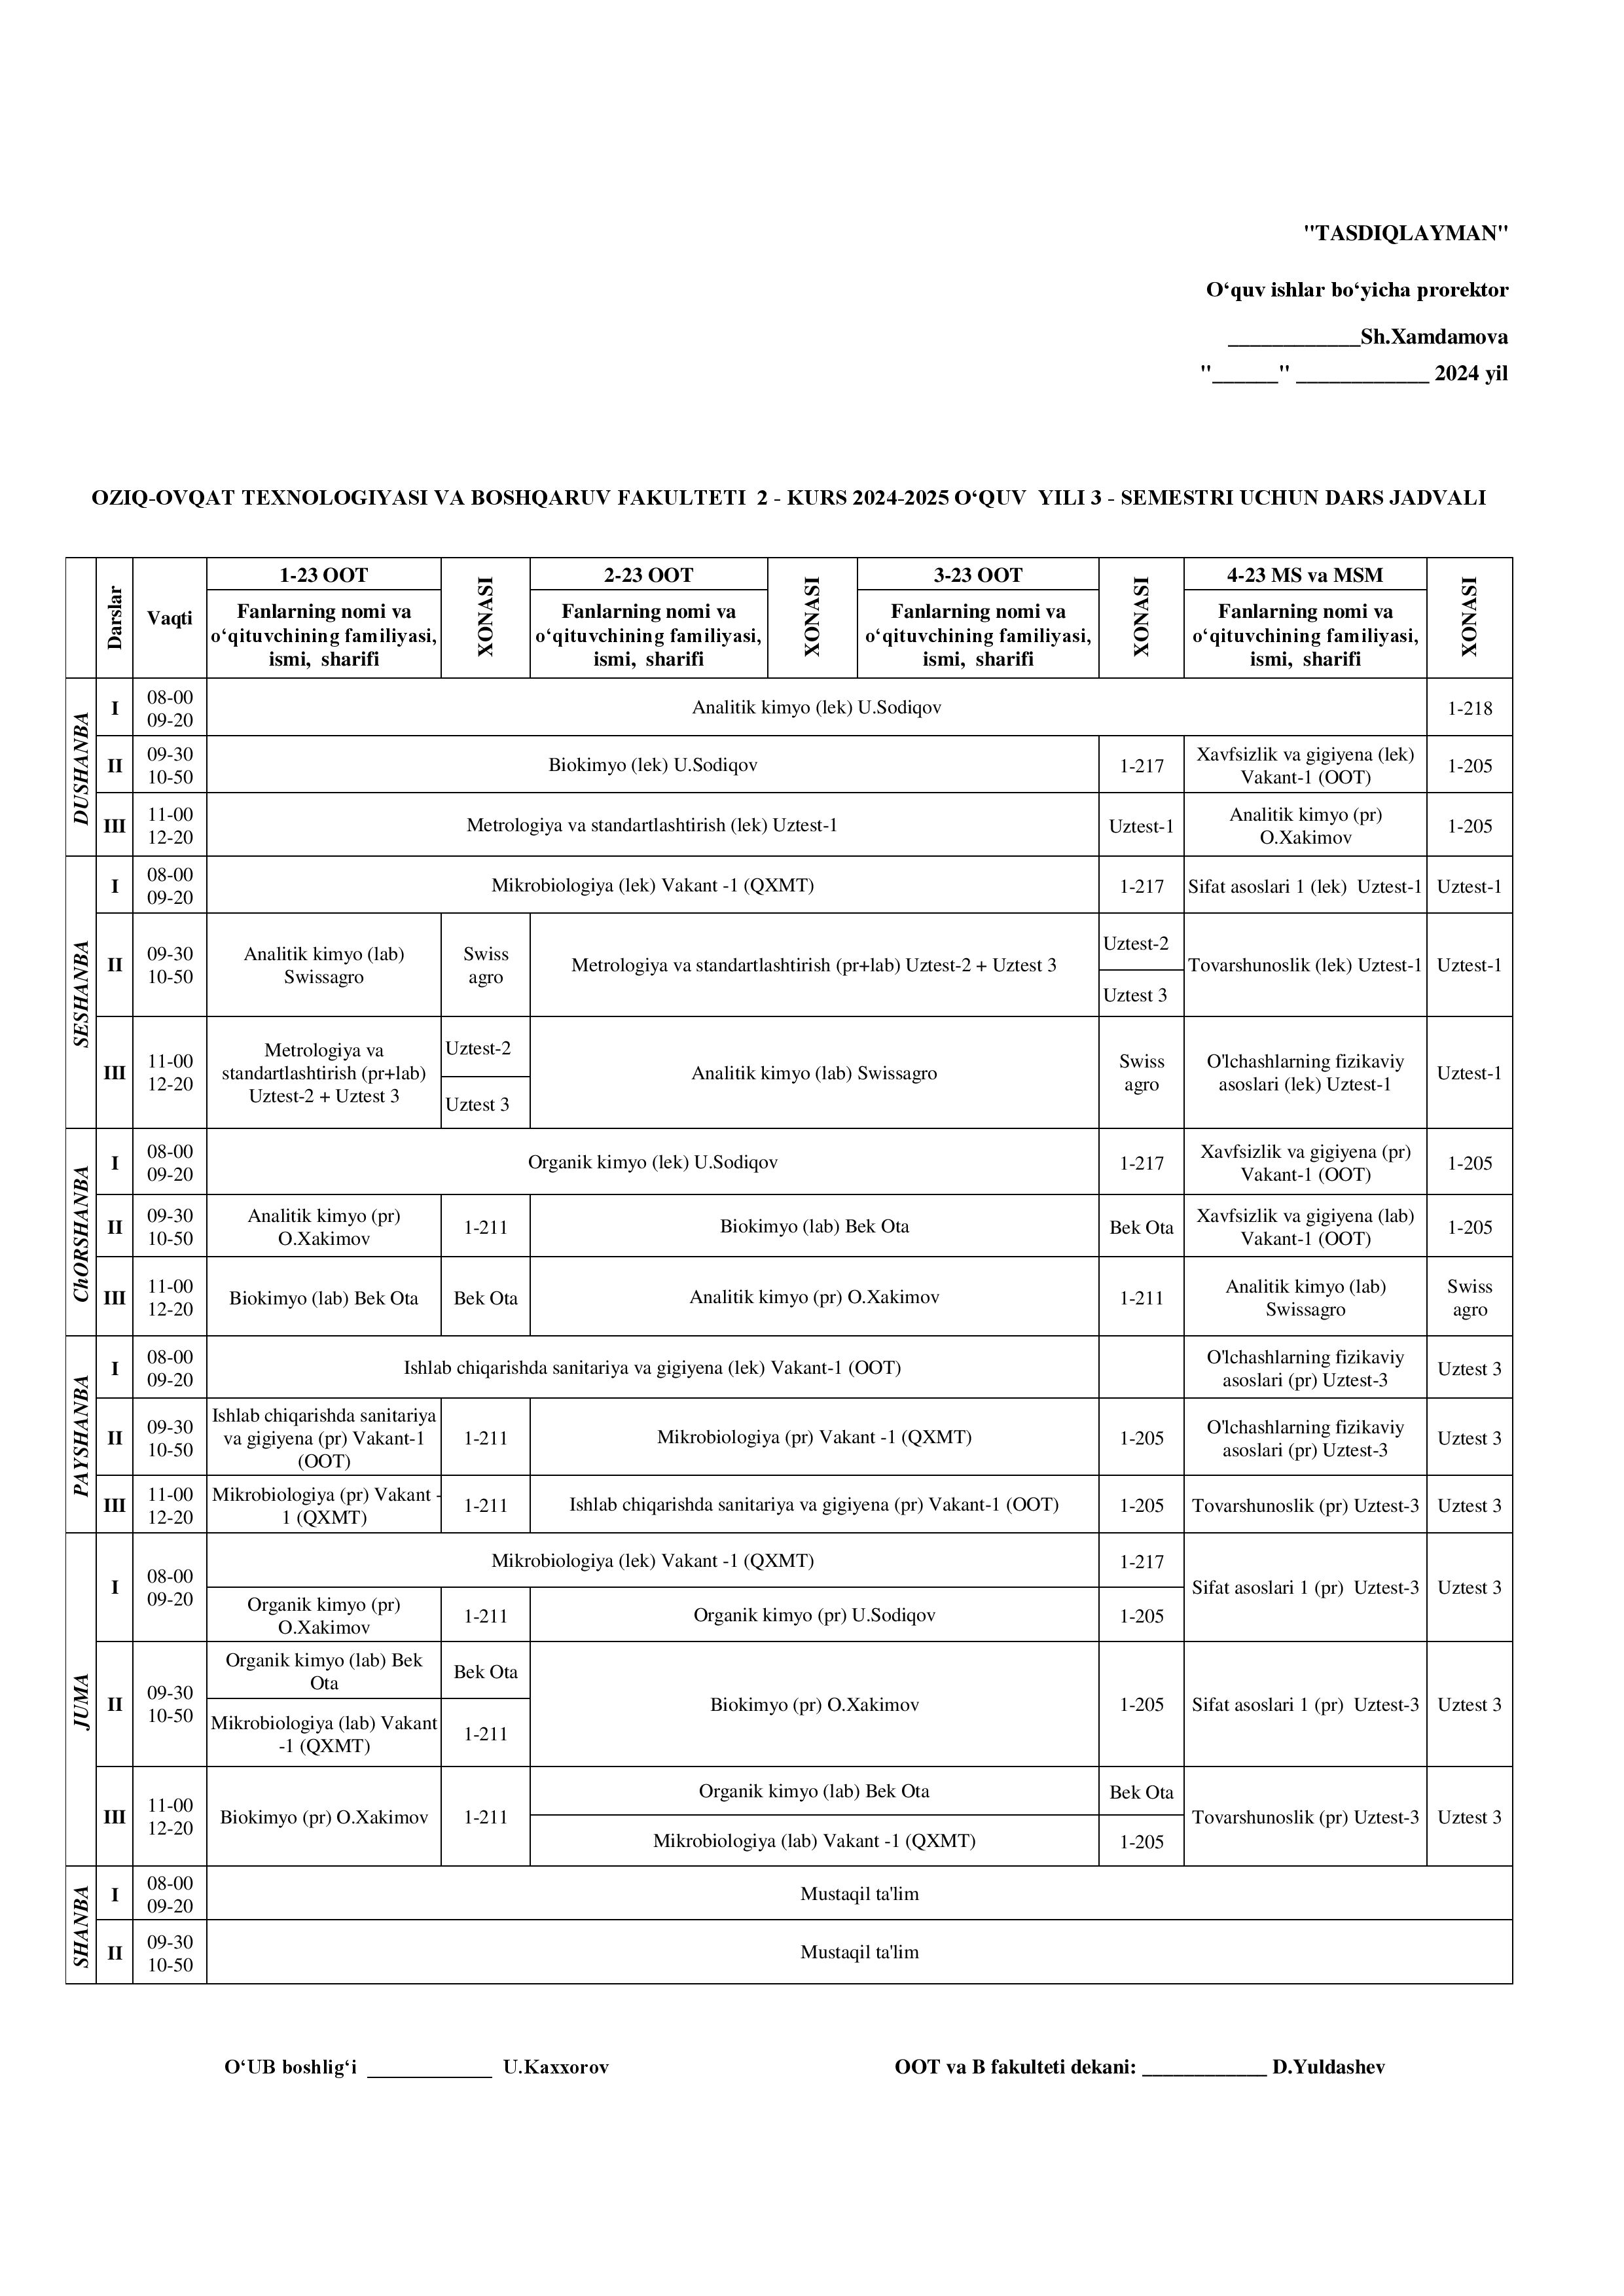 "TASDIQLAYMAN"
O‘quv ishlar bo‘yicha prorektor
____________Sh.Xamdamova
"______" ____________ 2024 yil
OZIQ-OVQAT TEXNOLOGIYASI VA BOSHQARUV FAKULTETI 2 - KURS 2024-2025 O‘QUV YILI 3 - SEMESTRI UCHUN DARS JADVALI
Darslar
Vaqti
1-23 OOT
Fanlarning nomi va
o‘qituvchining familiyasi,
ismi, sharifi
XONASI
2-23 OOT
Fanlarning nomi va
o‘qituvchining familiyasi,
ismi, sharifi
XONASI
3-23 OOT
Fanlarning nomi va
o‘qituvchining familiyasi,
ismi, sharifi
XONASI
4-23 MS va MSM
Fanlarning nomi va
o‘qituvchining familiyasi,
ismi, sharifi
XONASI
DUSHANBA
I
08-00
09-20
Analitik kimyo (lek) U.Sodiqov
1-218
II
09-30
10-50
Biokimyo (lek) U.Sodiqov
1-217
Xavfsizlik va gigiyena (lek)
Vakant-1 (OOT)
1-205
III
11-00
12-20
Metrologiya va standartlashtirish (lek) Uztest-1
Uztest-1
Analitik kimyo (pr)
O.Xakimov
1-205
SESHANBA
I
08-00
09-20
Mikrobiologiya (lek) Vakant -1 (QXMT)
1-217
Sifat asoslari 1 (lek) Uztest-1
Uztest-1
II
09-30
10-50
Analitik kimyo (lab)
Swissagro
Swiss
agro
Metrologiya va standartlashtirish (pr+lab) Uztest-2 + Uztest 3
Uztest-2
Uztest 3
Tovarshunoslik (lek) Uztest-1
Uztest-1
III
11-00
12-20
Metrologiya va
standartlashtirish (pr+lab)
Uztest-2 + Uztest 3
Uztest-2
Uztest 3
Analitik kimyo (lab) Swissagro
Swiss
agro
O'lchashlarning fizikaviy
asoslari (lek) Uztest-1
Uztest-1
ChORSHANBA
I
08-00
09-20
Organik kimyo (lek) U.Sodiqov
1-217
Xavfsizlik va gigiyena (pr)
Vakant-1 (OOT)
1-205
II
09-30
10-50
Analitik kimyo (pr)
O.Xakimov
1-211
Biokimyo (lab) Bek Ota
Bek Ota
Xavfsizlik va gigiyena (lab)
Vakant-1 (OOT)
1-205
III
11-00
12-20
Biokimyo (lab) Bek Ota
Bek Ota
Analitik kimyo (pr) O.Xakimov
1-211
Analitik kimyo (lab)
Swissagro
Swiss
agro
PAYSHANBA
I
08-00
09-20
Ishlab chiqarishda sanitariya va gigiyena (lek) Vakant-1 (OOT)
O'lchashlarning fizikaviy
asoslari (pr) Uztest-3
Uztest 3
II
09-30
10-50
Ishlab chiqarishda sanitariya
va gigiyena (pr) Vakant-1
(OOT)
1-211
Mikrobiologiya (pr) Vakant -1 (QXMT)
1-205
O'lchashlarning fizikaviy
asoslari (pr) Uztest-3
Uztest 3
III
11-00
12-20
Mikrobiologiya (pr) Vakant -
1 (QXMT)
1-211
Ishlab chiqarishda sanitariya va gigiyena (pr) Vakant-1 (OOT)
1-205
Tovarshunoslik (pr) Uztest-3
Uztest 3
JUMA
I
08-00
09-20
Mikrobiologiya (lek) Vakant -1 (QXMT)
1-217
Organik kimyo (pr)
O.Xakimov
1-211
Organik kimyo (pr) U.Sodiqov
1-205
Sifat asoslari 1 (pr) Uztest-3
Uztest 3
II
09-30
10-50
Organik kimyo (lab) Bek
Ota
Bek Ota
Mikrobiologiya (lab) Vakant
-1 (QXMT)
1-211
Biokimyo (pr) O.Xakimov
1-205
Sifat asoslari 1 (pr) Uztest-3
Uztest 3
III
11-00
12-20
Biokimyo (pr) O.Xakimov
1-211
Organik kimyo (lab) Bek Ota
Bek Ota
Mikrobiologiya (lab) Vakant -1 (QXMT)
1-205
Tovarshunoslik (pr) Uztest-3
Uztest 3
SHANBA
I
08-00
09-20
Mustaqil ta'lim
II
09-30
10-50
Mustaqil ta'lim
O‘UB boshlig‘i ____________ U.Kaxxorov
OOT va B fakulteti dekani: ____________ D.Yuldashev